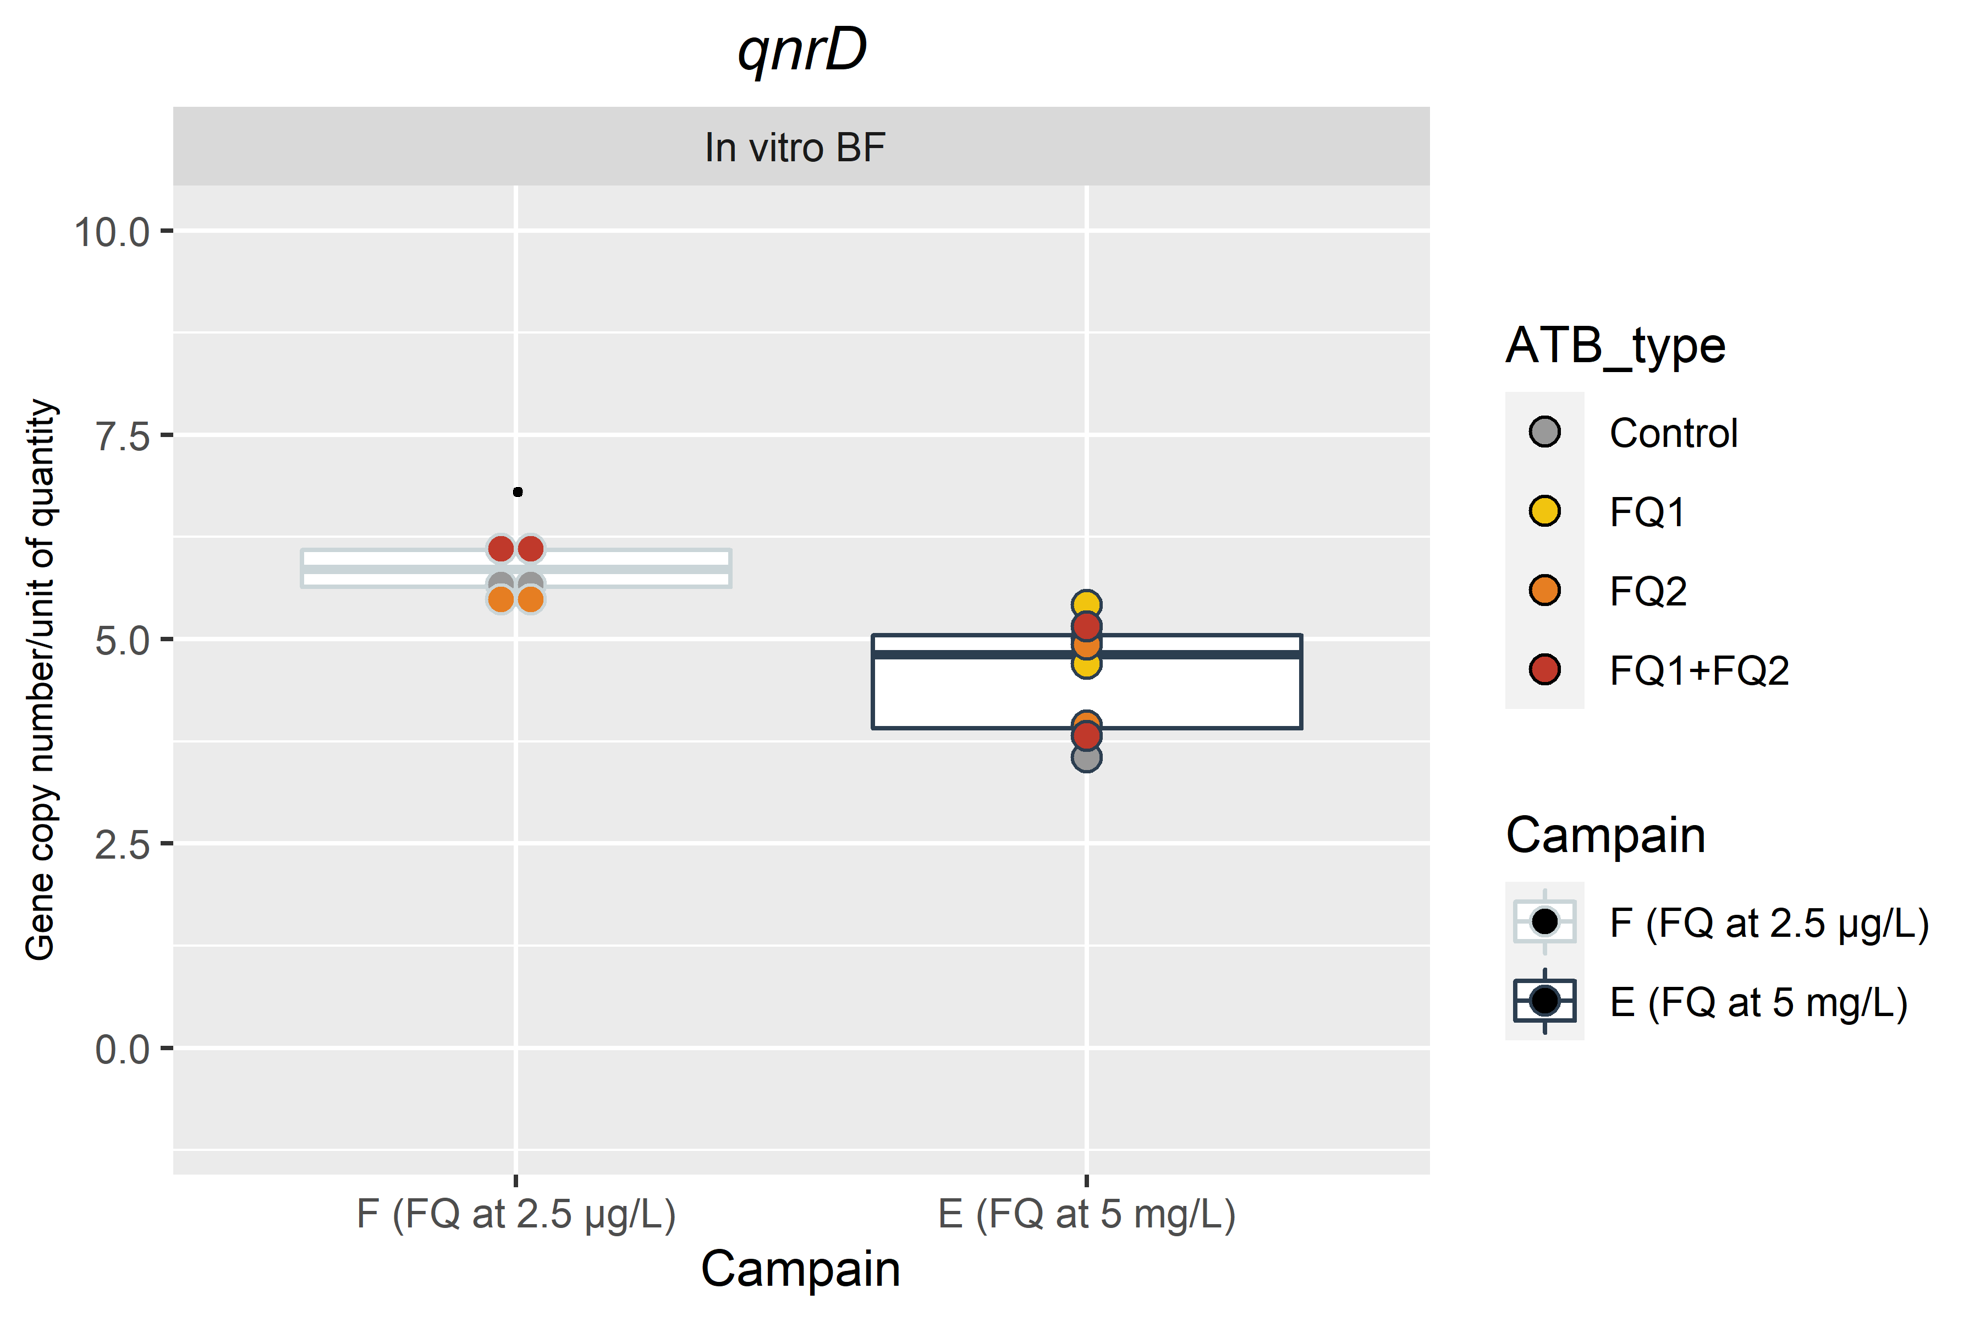 qnrD
In vitro BF
10.0
7.5
5.0
2.5
0.0
Gene copy number/unit of quantity
F (FQ at 2.5 µg/L)
E (FQ at 5 mg/L)
Campain
ATB_type
Control
FQ1
FQ2
FQ1+FQ2
Campain
F (FQ at 2.5 µg/L)
E (FQ at 5 mg/L)